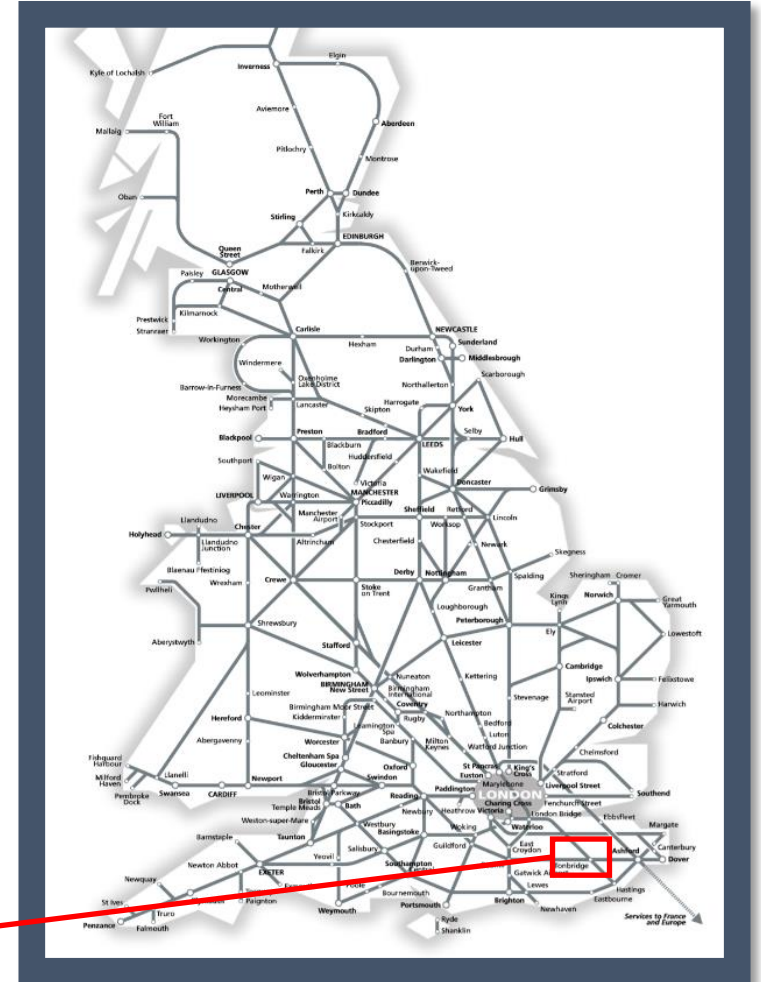 Elgin
Inverness
Kyle of Lochalsh
Aviemore
Fort
William
Aberdeen
Mallaig
Pitlochry
Montrose
Perth
Dundee
Oban
Stirling
Kirkcaldy
EDINBURGH
Queen
Street
Falkirk
Berwick-
upon-Tweed
Paisley
GLASGOW
Central
Motherwell
Prestwick
Kilmarnock
Stranraer
Carlisle
NEWCASTLE
Workington
Hexham
Sunderland
Durham
Darlington
Middlesbrough
Windermere
Scarborough
Oxenholme
Lake District
Barrow-in-Furness
Northallerton
Morecambe
Lancaster
Harrogate
Heysham Port
Skipton
York
Blackpool
Preston
Bradford
Selby
Blackburn
LEEDS
Hull
Southport
Huddersfield
Bolton
Wakefield
Wigan
Victoria
Doncaster
MANCHESTER
Grimsby
LIVERPOOL
Warrington
Piccadilly
Manchester
Airport
Sheffield
Retford
Lincoln
Llandudno
Stockport
Worksop
Holyhead
Chester
Llandudno
Junction
Altrincham
Chesterfield
Newark
Skegness
Blaenau Ffestiniog
Derby
Nottingham
Sheringham
Cromer
Pwllheli
Wrexham
Crewe
Stoke
on Trent
Grantham
Spalding
Kings
Lynn
Norwich
Great
Yarmouth
Loughborough
Shrewsbury
Peterborough
Ely
Lowestoft
Aberystwyth
Stafford
Leicester
Wolverhampton
Cambridge
BIRMINGHAM
New Street
Nuneaton
Kettering
Ipswich
Felixstowe
Birmingham
International
Leominster
Stevenage
Stansted
Airport
Birmingham Moor Street
Coventry
Harwich
Hereford
Kidderminster
Rugby
Northampton
Bedford
Colchester
Leamington
Spa
Luton
Abergavenny
Worcester
Banbury
Milton
Keynes
Watford Junction
Chelmsford
Cheltenham Spa
Fishguard
Harbour
Gloucester
Oxford
St Pancras
King's
Cross
Milford
Haven
Llanelli
Newport
Swindon
Euston
Stratford
Marylebone
Liverpool Street
Pembroke
Dock
Swansea
CARDIFF
Bristol Parkway
Paddington
LONDON
Southend
Reading
Bristol
Temple Meads
Bath
Newbury
Heathrow
Victoria
Charing Cross
Fenchurch Street
London Bridge
Ebbsfleet
Weston-super-Mare
Westbury
Basingstoke
Waterloo
Margate
Barnstaple
Taunton
Woking
Guildford
East
Croydon
Canterbury
Salisbury
Ashford
Yeovil
Dover
Newton Abbot
EXETER
Southampton
Central
Tonbridge
Gatwick
Newquay
Lewes
Hastings
Bournemouth
Eastbourne
St Ives
Paignton
Weymouth
Portsmouth
Brighton
Newhaven
Truro
Ryde
Penzance
Falmouth
Shanklin
Services to France
and Europe